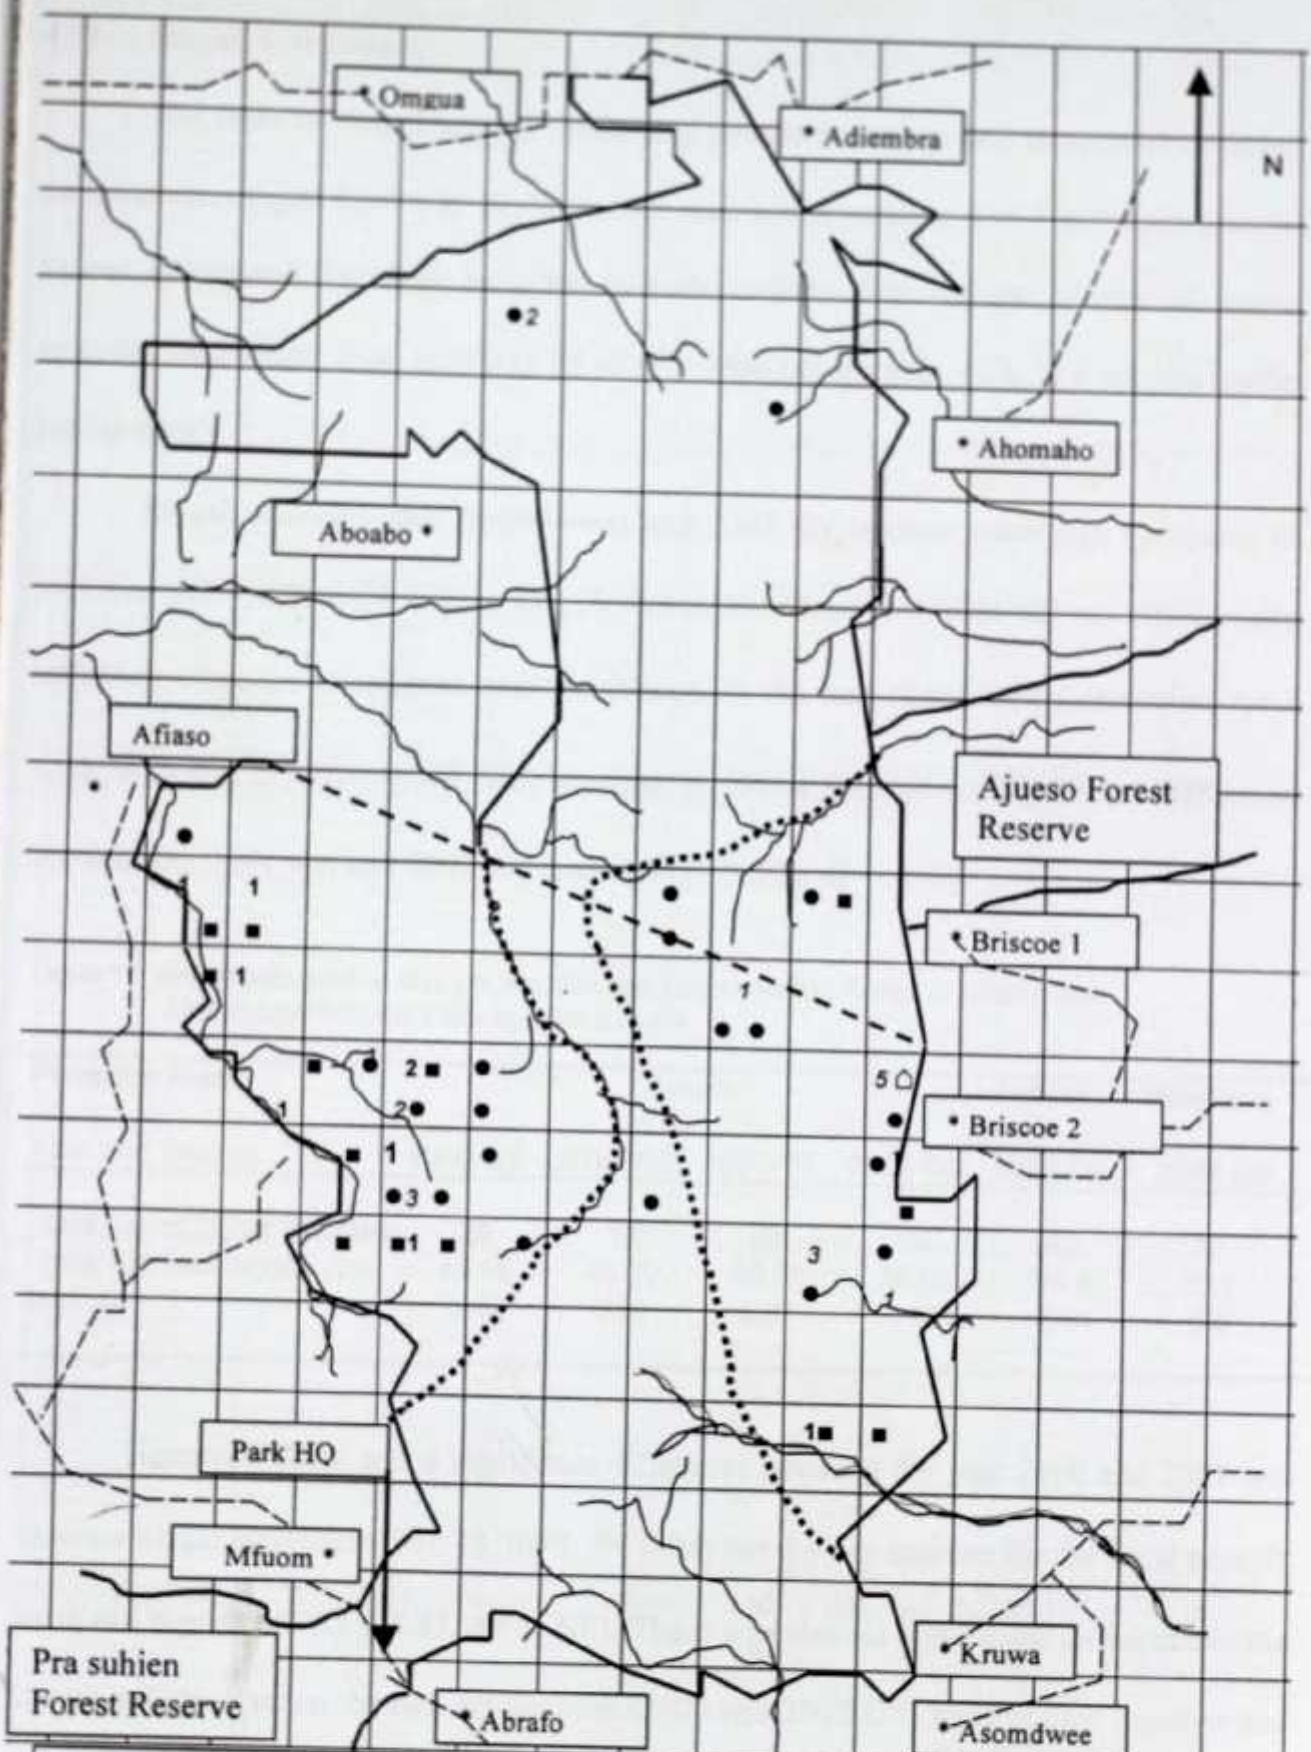 Omgua
Adiembra
N
2
Ahomaho
Aboabo
Afiaso
Ajueso Forest
Reserve
1
1
Briscoe 1
1
1
5
2
2
1
Briscoe 2
1
3
1
3
1
1
Park HQ
Mfuom
Kruwa
Pra suhien
Forest Reserve
Abrafo
Asomdwee